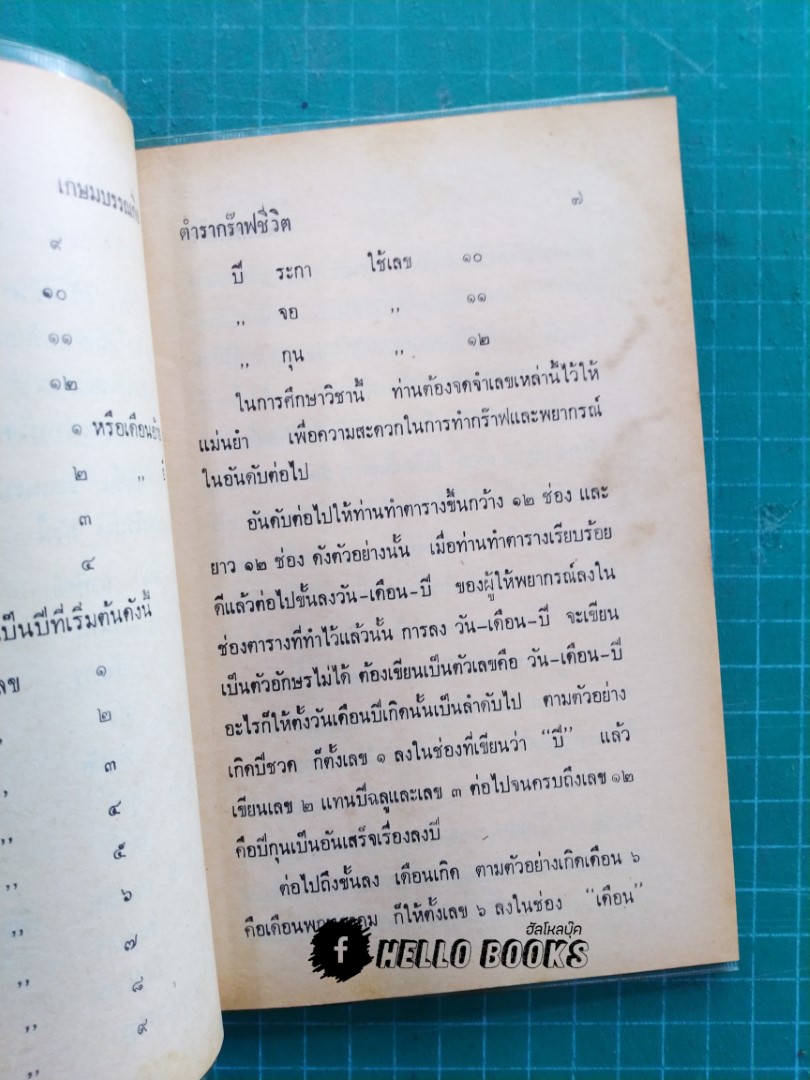 เกษมบรรณกิจ
๙
๑๐
๑๑
๑๒
๑ หรือเดือนอ้าย
๒ ,,
๓
๔
เป็นปีที่เริ่มต้นดังนี้
๑
,, ๒
,, ๓
,, ๔
,, ๕
,, ๖
,, ๗
,, ๘
,, ๙
,,
ตำรากร๊าฟชีวิต ๗
ปี ระกา ใช้เลข ๑๐
,, จอ ,, ๑๑
,, กุน ,, ๑๒
ในการศึกษาวิชานี้ ท่านต้องจดจำเลขเหล่านี้ไว้ให้
แม่นยำ เพื่อความสะดวกในการทำกร๊าฟและพยากรณ์
ในอันดับต่อไป
อันดับต่อไปให้ท่านทำตารางขึ้นกว้าง ๑๒ ช่อง และ
ยาว ๑๒ ช่อง ดังตัวอย่างนั้น เมื่อท่านทำตารางเรียบร้อย
ดีแล้วต่อไปขั้นลงวัน-เดือน-ปี ของผู้ให้พยากรณ์ลงใน
ช่องตารางที่ทำไว้แล้วนั้น การลง วัน-เดือน-ปี จะเขียน
เป็นตัวอักษรไม่ได้ ต้องเขียนเป็นตัวเลขคือ วัน-เดือน-ปี
อะไรก็ให้ตั้งวันเดือนปีเกิดนั้นเป็นลำดับไป ตามตัวอย่าง
เกิดปีชวด ก็ตั้งเลข ๑ ลงในช่องที่เขียนว่า “ปี” แล้ว
เขียนเลข ๒ แทนปีฉลูและเลข ๓ ต่อไปจนครบถึงเลข ๑๒
คือปีกุนเป็นอันเสร็จเรื่องลงปี
ต่อไปถึงขั้นลง เดือนเกิด ตามตัวอย่างเกิดเดือน ๖
ก็ให้ตั้งเลข ๖ ลงในช่อง “เดือน”
ฮัลโหลบุ๊ค
f HELLO BOOKS